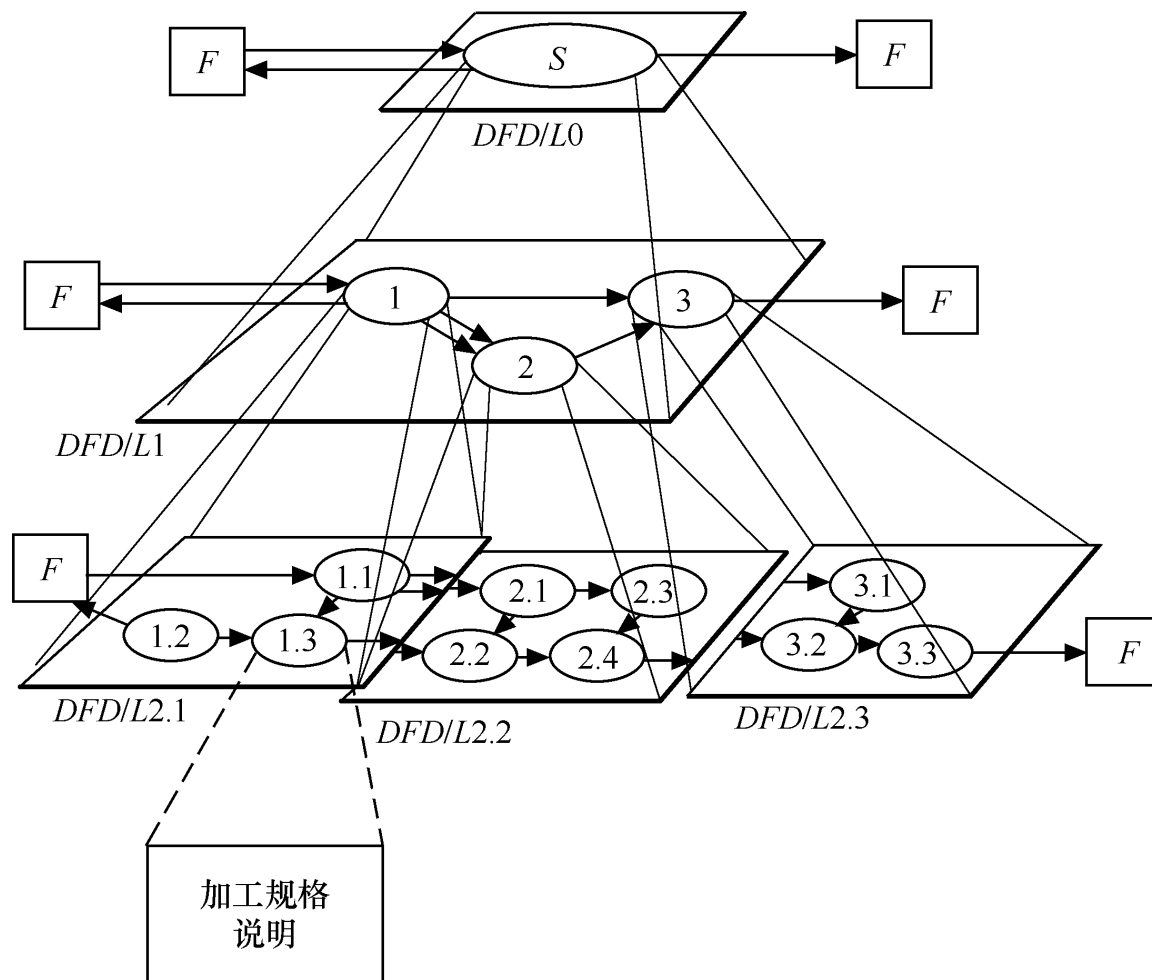 F
S
F
DFD/L0
F
1
3
F
2
DFD/L1
F
1.1
2.1
2.3
3.1
1.2
1.3
2.2
2.4
3.2
3.3
F
DFD/L2.1
DFD/L2.2
DFD/L2.3
加工规格
说明